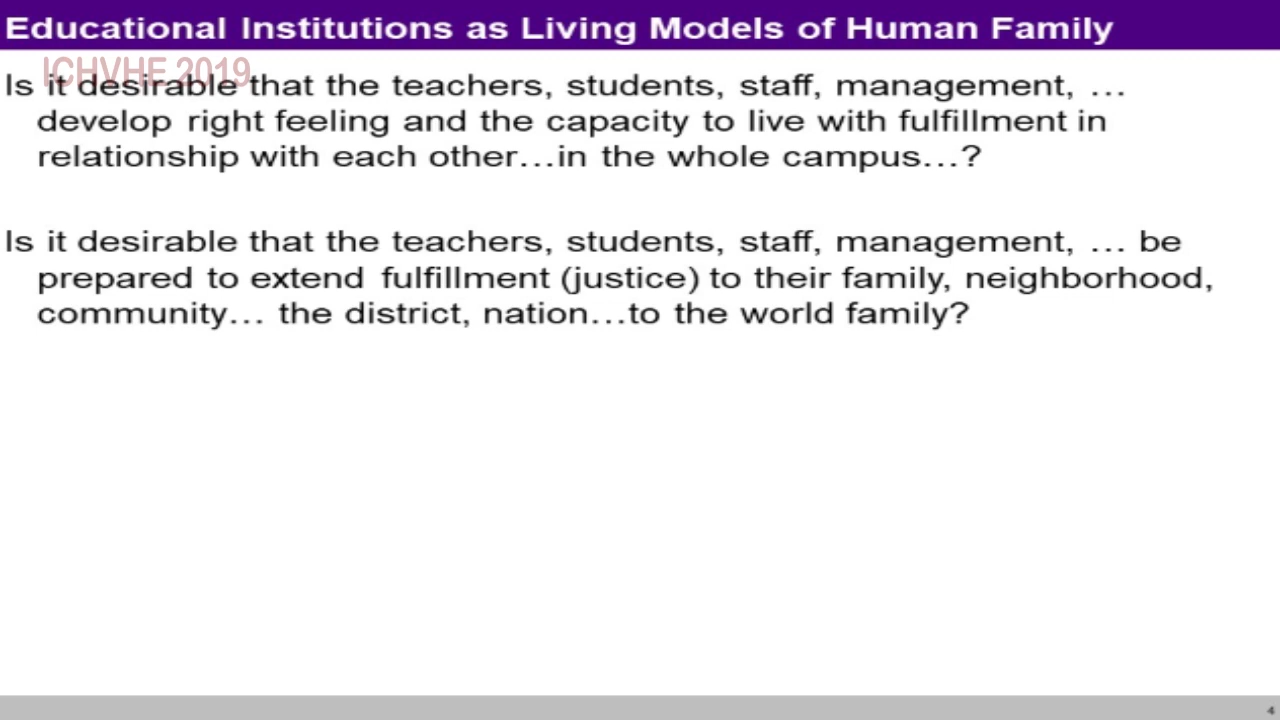 Educational Institutions as Living Models of Human Family
ICHVHE 2019
Is it desirable that the teachers, students, staff, management, …
develop right feeling and the capacity to live with fulfillment in
relationship with each other…in the whole campus…?
Is it desirable that the teachers, students, staff, management, … be
prepared to extend fulfillment (justice) to their family, neighborhood,
community… the district, nation…to the world family?
4